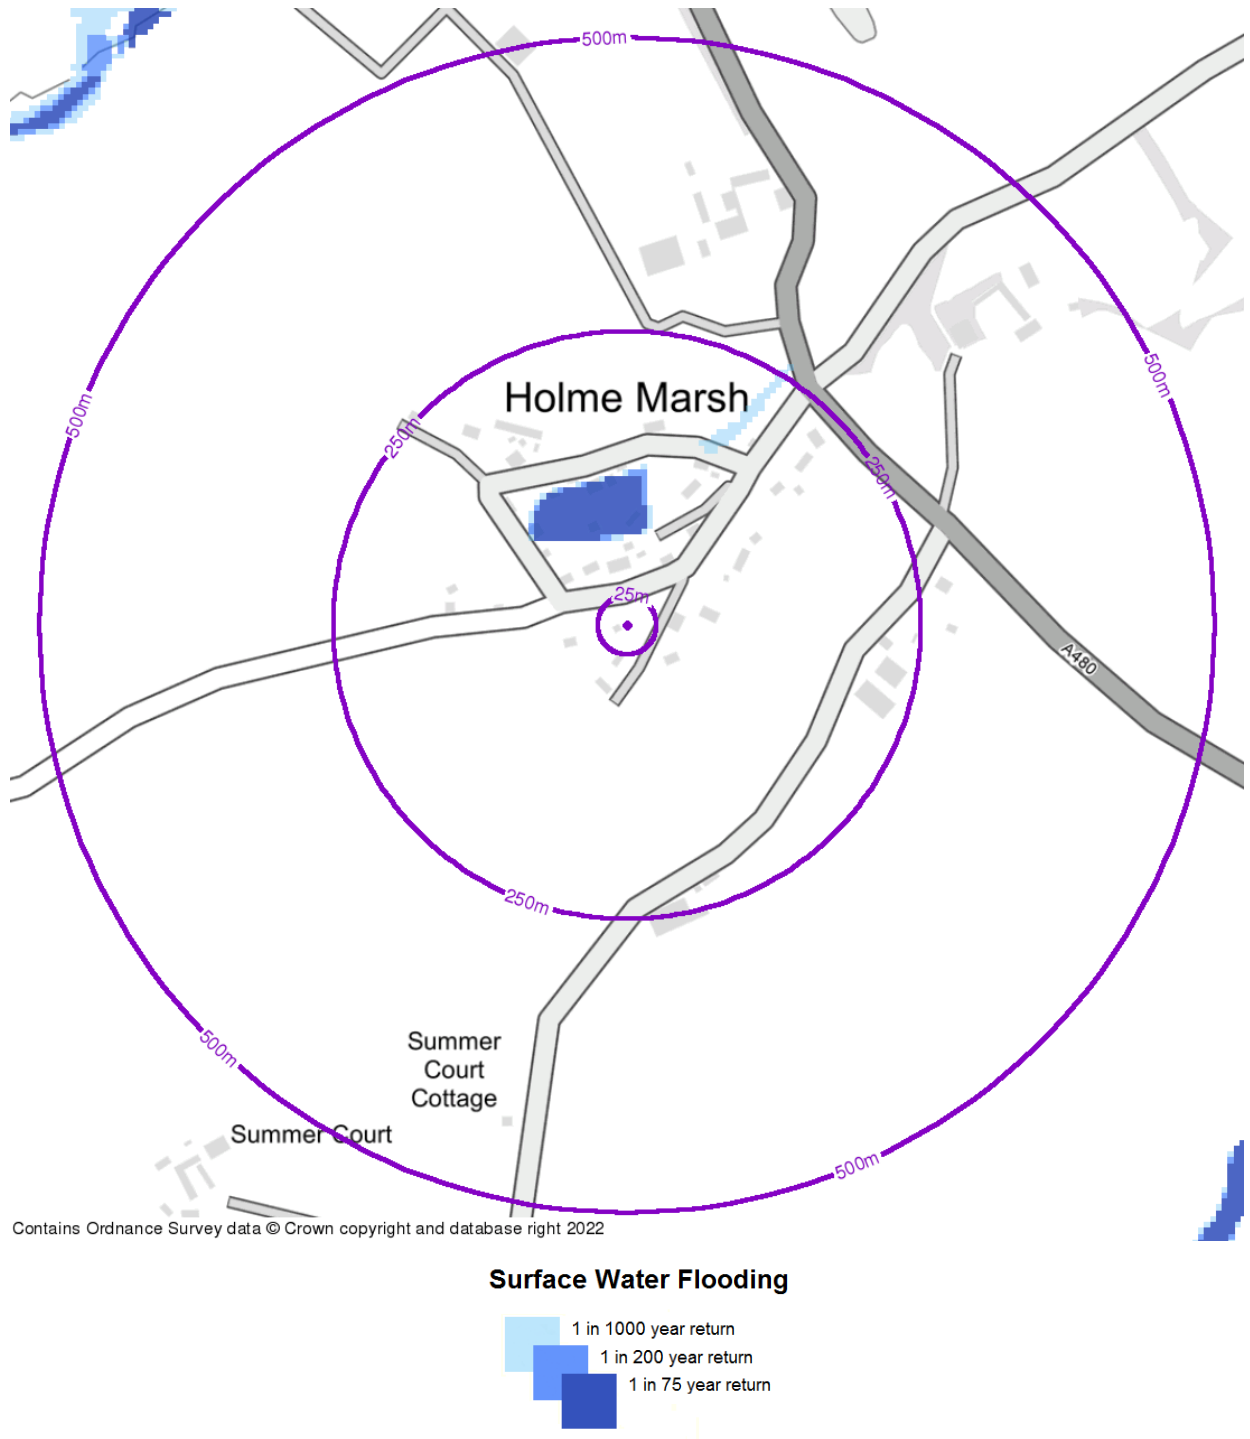 500m
500m
500m
Holme Marsh
250m
250m
25m
A480
250m
Summer
Court
Cottage
500m
Summer Court
500m
Contains Ordnance Survey data © Crown copyright and database right 2022
Surface Water Flooding
1 in 1000 year return
1 in 200 year return
1 in 75 year return